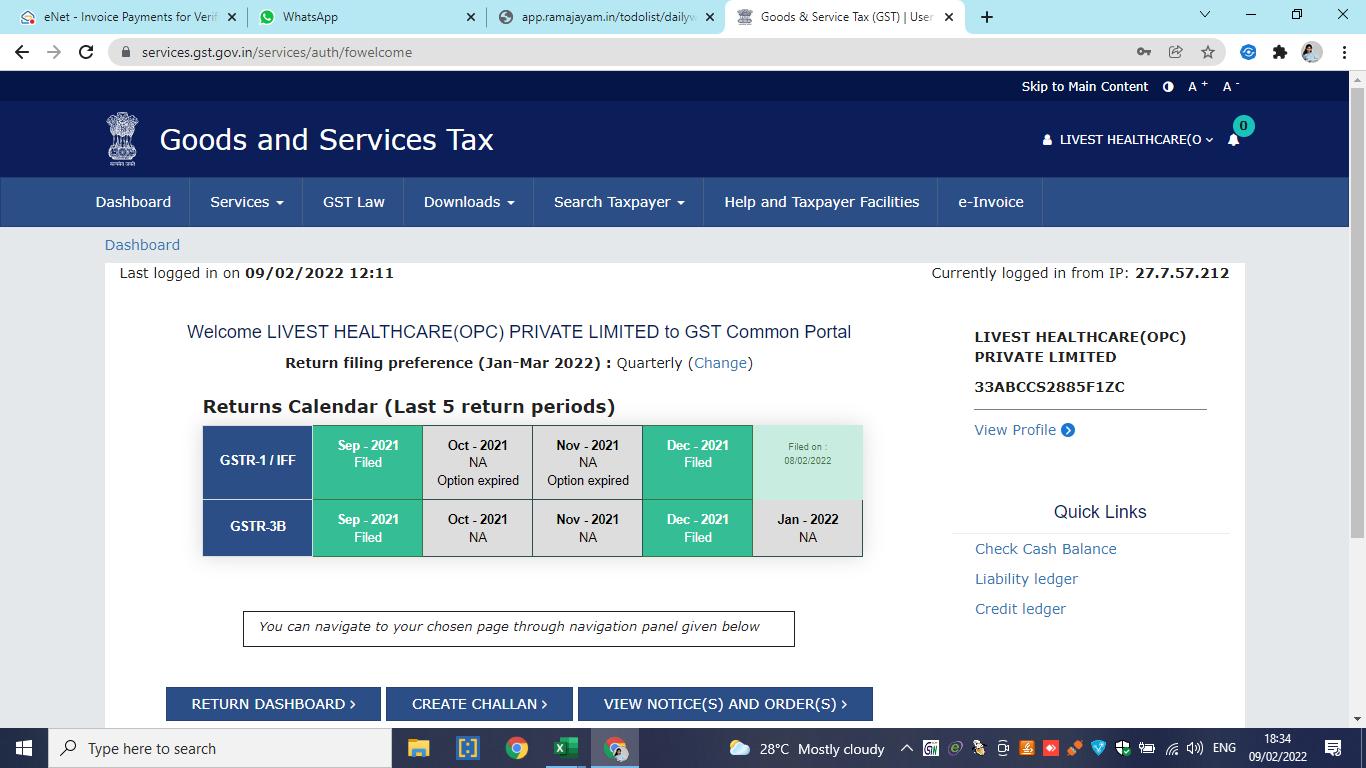 eNet - Invoice Payments for Verif
WhatsApp
app.ramajayam.in/todolist/dailyw
Goods & Service Tax (GST) | User
services.gst.gov.in/services/auth/fowelcome
Skip to Main Content A + A -
सत्यमेव जयते
Goods and Services Tax
LIVEST HEALTHCARE(O
0
Dashboard Services GST Law Downloads Search Taxpayer Help and Taxpayer Facilities e-Invoice
Dashboard
Last logged in on 09/02/2022 12:11
Currently logged in from IP: 27.7.57.212
Welcome LIVEST HEALTHCARE(OPC) PRIVATE LIMITED to GST Common Portal
Return filing preference (Jan-Mar 2022) : Quarterly (Change)
Returns Calendar (Last 5 return periods)
GSTR-1 / IFF
Sep - 2021
Filed
Oct - 2021
NA
Option expired
Nov - 2021
NA
Option expired
Dec - 2021
Filed
Filed on :
08/02/2022
GSTR-3B
Sep - 2021
Filed
Oct - 2021
NA
Nov - 2021
NA
Dec - 2021
Filed
Jan - 2022
NA
You can navigate to your chosen page through navigation panel given below
RETURN DASHBOARD >
CREATE CHALLAN >
VIEW NOTICE(S) AND ORDER(S) >
LIVEST HEALTHCARE(OPC)
PRIVATE LIMITED
33ABCCS2885F1ZC
View Profile
Quick Links
Check Cash Balance
Liability ledger
Credit ledger
Type here to search
28°C Mostly cloudy
ENG
18:34
09/02/2022